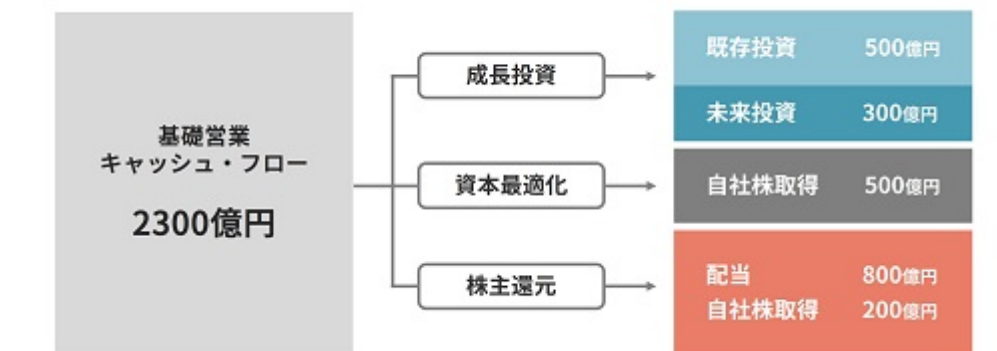 基礎営業
キャッシュ・フロー
2300億円
成長投資
資本最適化
株主還元
既存投資 500億円
未来投資 300億円
自社株取得 500億円
配当 800億円
自社株取得 200億円